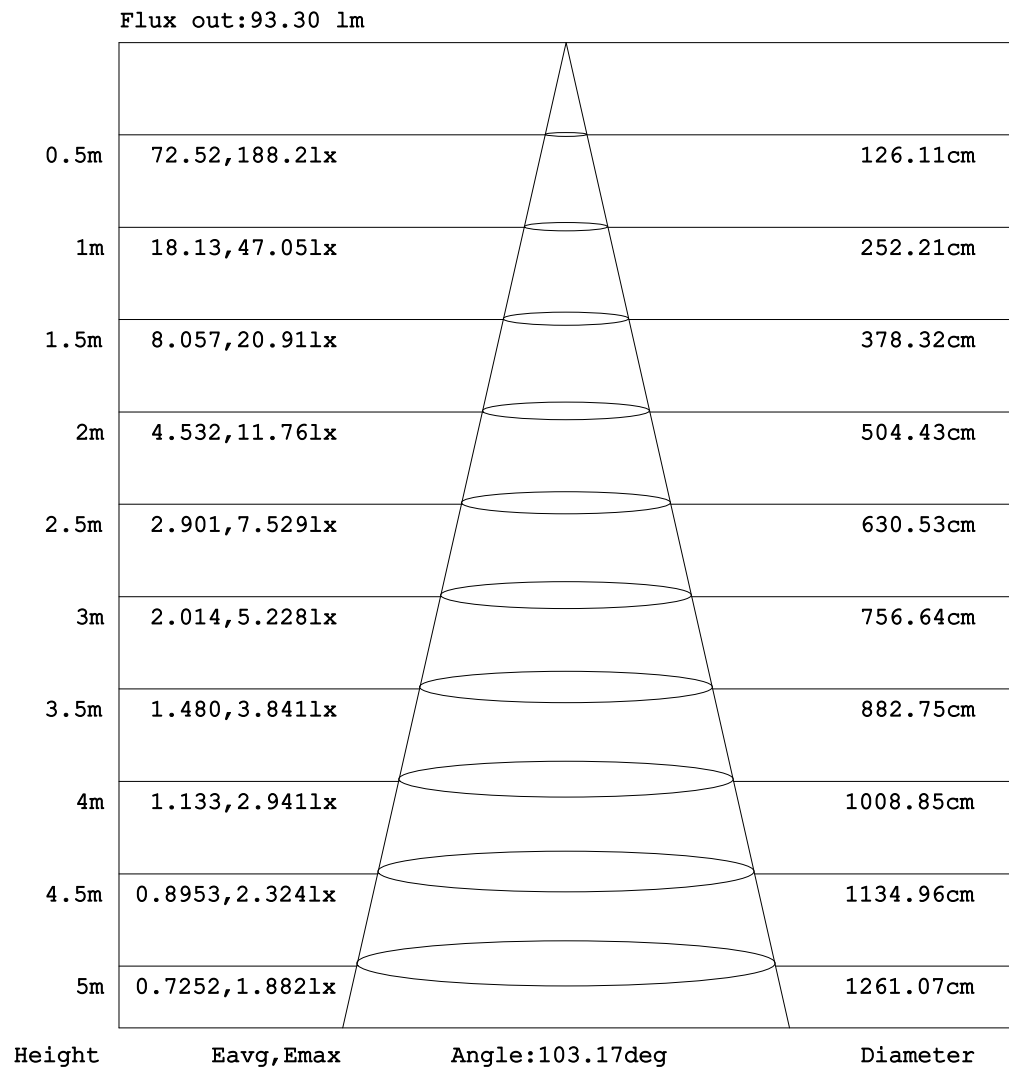 Flux out:93.30 lm
0.5m 72.52,188.2lx 126.11cm
1m 18.13,47.05lx 252.21cm
1.5m 8.057,20.91lx 378.32cm
2m 4.532,11.76lx 504.43cm
2.5m 2.901,7.529lx 630.53cm
3m 2.014,5.228lx 756.64cm
3.5m 1.480,3.841lx 882.75cm
4m 1.133,2.941lx 1008.85cm
4.5m 0.8953,2.324lx 1134.96cm
5m 0.7252,1.882lx 1261.07cm
Height Eavg,Emax Angle:103.17deg Diameter